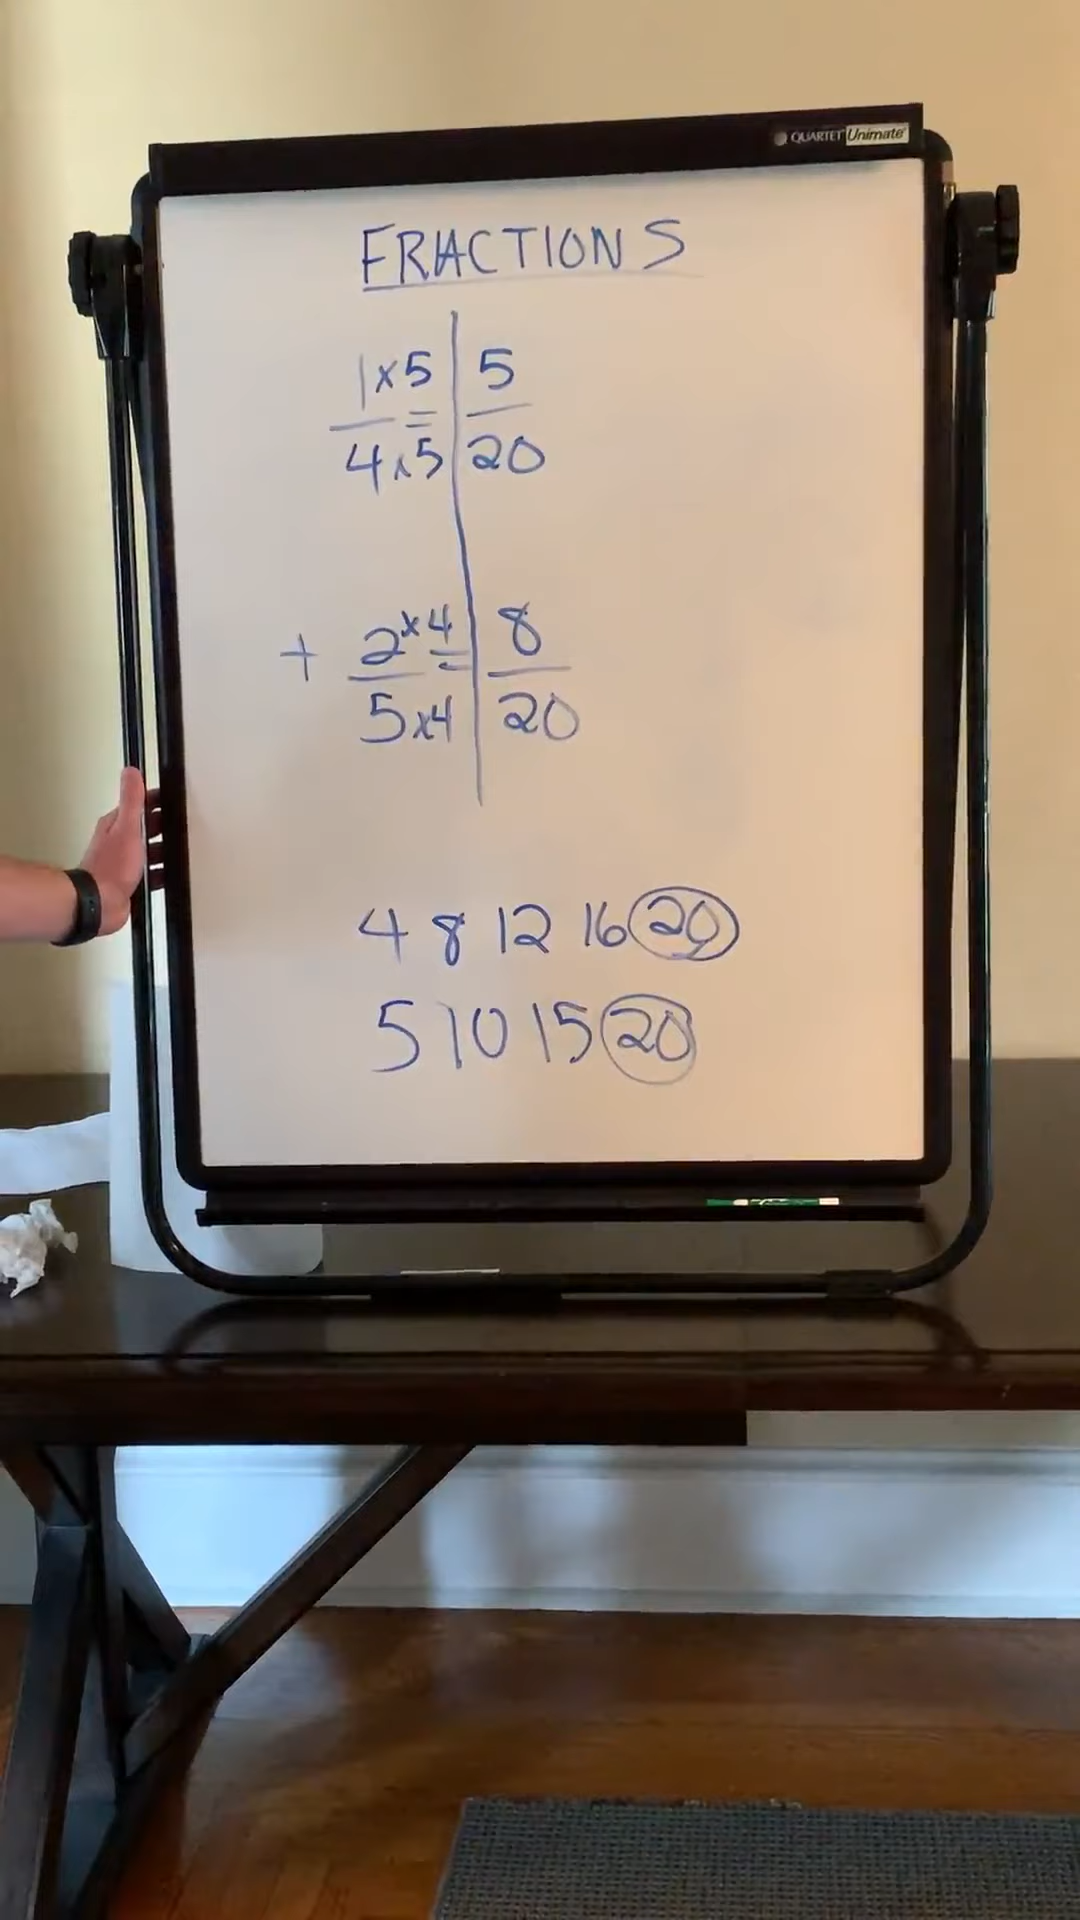 QUARTET Unimate
FRACTIONS
1x5 = 5
4x5 20
+ 2x4 = 8
5x4 20
4 8 12 16 20
5 10 15 20